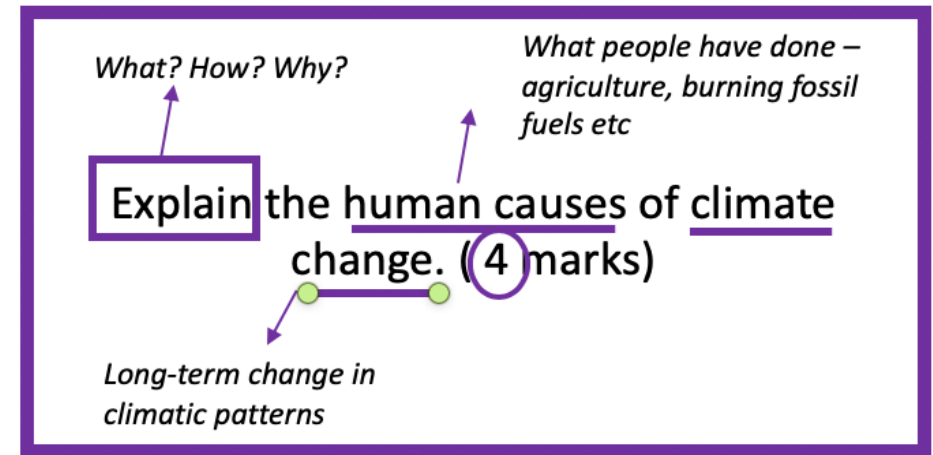 What? How? Why?
What people have done –
agriculture, burning fossil
fuels etc
Explain the human causes of climate
change. (4 marks)
Long-term change in
climatic patterns